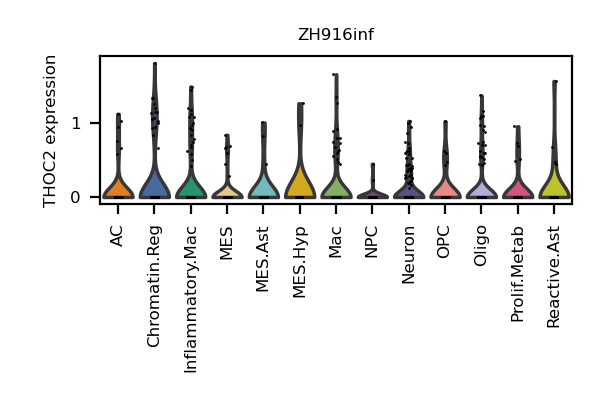 ZH916inf
THOC2 expression
1
0
AC
Chromatin.Reg
Inflammatory.Mac
MES
MES.Ast
MES.Hyp
Mac
NPC
Neuron
OPC
Oligo
Prolif.Metab
Reactive.Ast